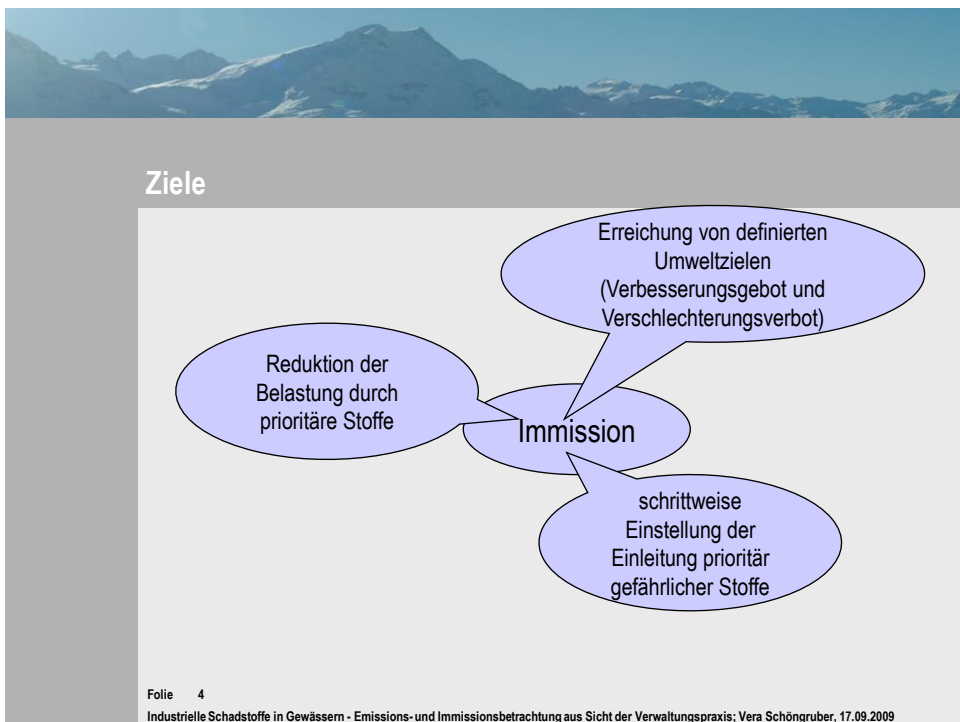 Ziele
Erreichung von definierten
Umweltzielen
(Verbesserungsgebot und
Verschlechterungsverbot)
Reduktion der
Belastung durch
prioritäre Stoffe
Immission
schrittweise
Einstellung der
Einleitung prioritär
gefährlicher Stoffe
Folie 4
Industrielle Schadstoffe in Gewässern - Emissions- und Immissionsbetrachtung aus Sicht der Verwaltungspraxis; Vera Schöngruber, 17.09.2009